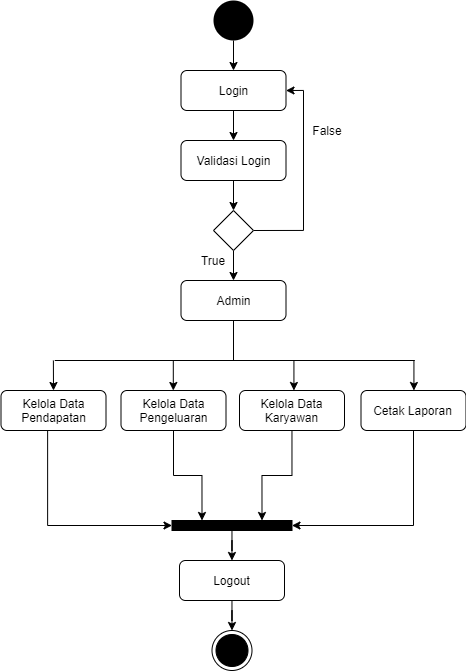 Login
False
Validasi Login
True
Admin
Kelola Data
Pendapatan
Kelola Data
Pengeluaran
Kelola Data
Karyawan
Cetak Laporan
Logout